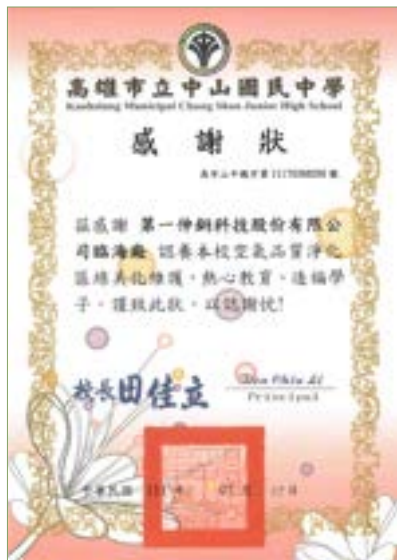 高雄市立中山國民中學
Kaohsiung Municipal Chung Shan Junior High School
感謝狀
茲感謝 第一伸銅科技股份有限公
司臨海廠 認養本校空氣品質淨化
區綠美化維護，熱心教育、造福學
子，謹致此狀，以誌謝忱！
校長田佳立
Principal
中華民國